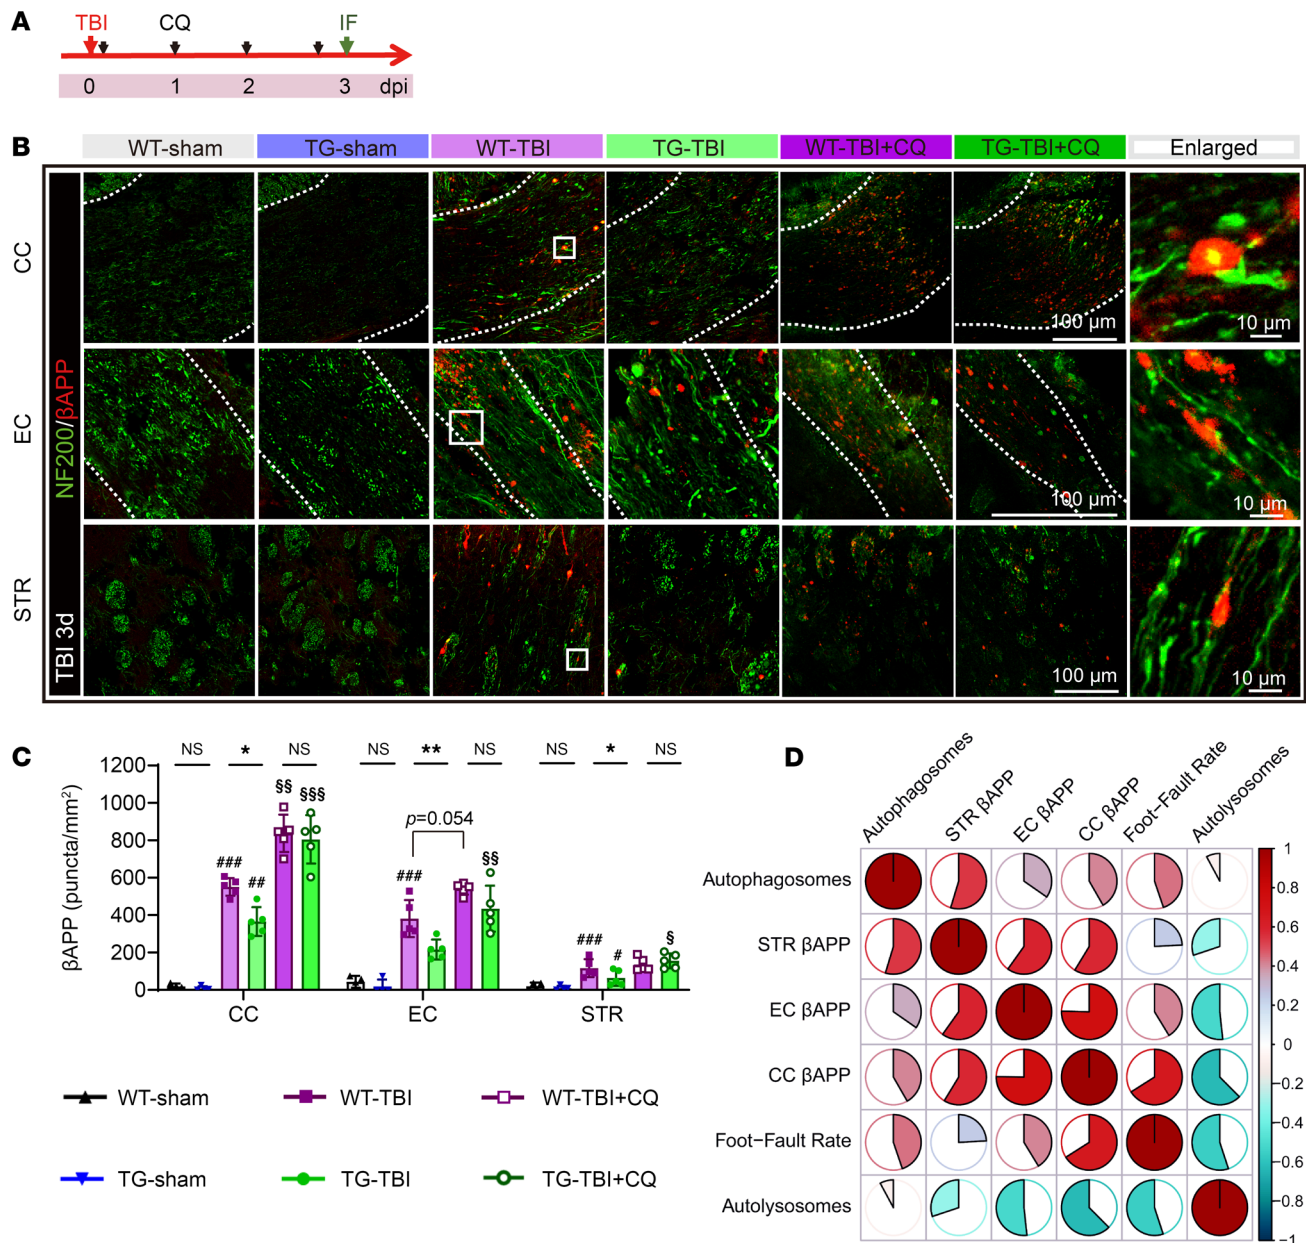 A
TBI CQ IF
0 1 2 3 dpi
B
WT-sham TG-sham WT-TBI TG-TBI WT-TBI+CQ TG-TBI+CQ Enlarged
NF200/βAPP
TBI 3d
CC
100 µm 10 µm
EC
100 µm 10 µm
STR
100 µm 10 µm
C
NS * NS NS ** NS NS * NS
βAPP (puncta/mm²)
1200
1000
800
600
400
200
0
### ## §§ §§§
### p=0.054 §§
### # §
CC EC STR
WT-sham WT-TBI WT-TBI+CQ
TG-sham TG-TBI TG-TBI+CQ
D
Autophagosomes STR βAPP EC βAPP CC βAPP Foot−Fault Rate Autolysosomes
Autophagosomes
STR βAPP
EC βAPP
CC βAPP
Foot−Fault Rate
Autolysosomes
1
0.8
0.6
0.4
0.2
0
−0.2
−0.4
−0.6
−0.8
−1